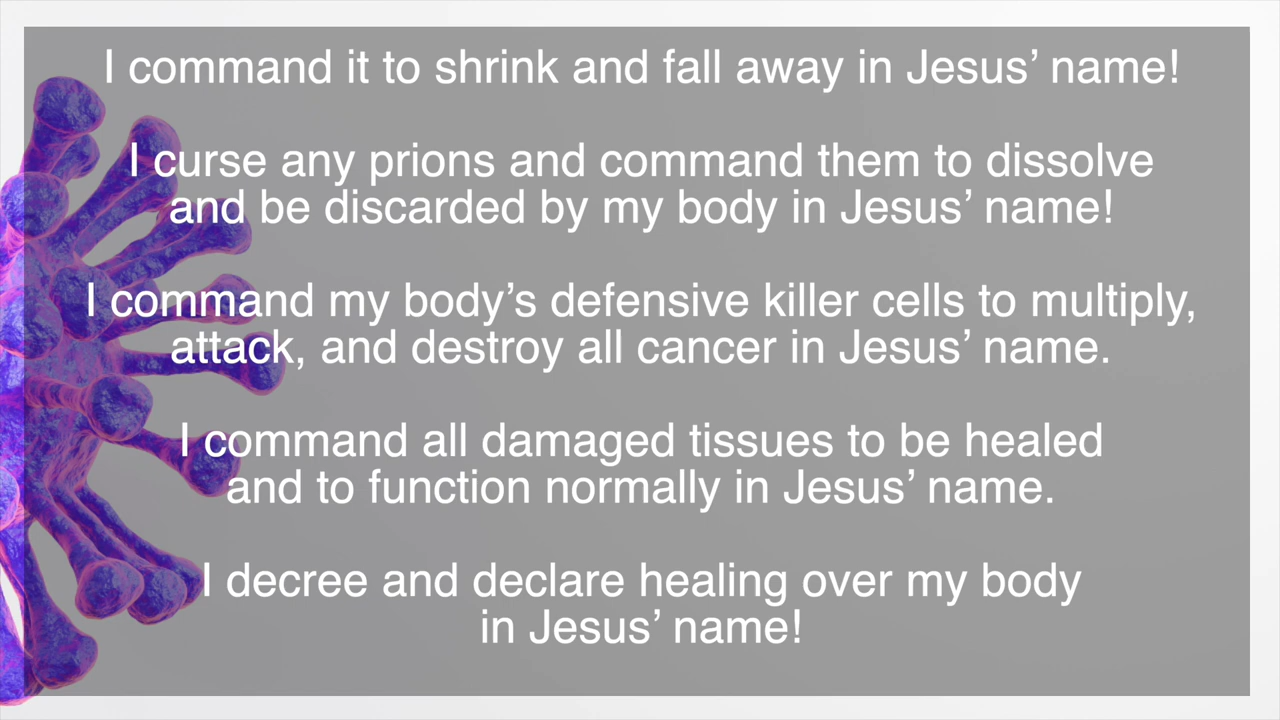 I command it to shrink and fall away in Jesus’ name!
I curse any prions and command them to dissolve
and be discarded by my body in Jesus’ name!
I command my body’s defensive killer cells to multiply,
attack, and destroy all cancer in Jesus’ name.
I command all damaged tissues to be healed
and to function normally in Jesus’ name.
I decree and declare healing over my body
in Jesus’ name!